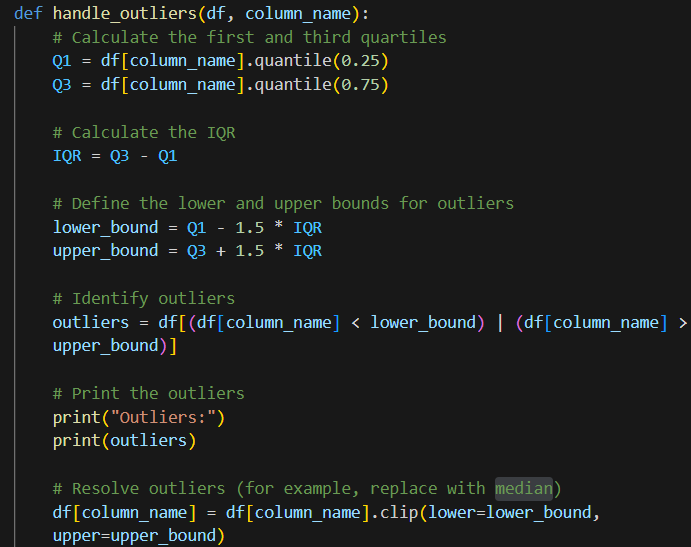 def handle_outliers(df, column_name):
# Calculate the first and third quartiles
Q1 = df[column_name].quantile(0.25)
Q3 = df[column_name].quantile(0.75)
# Calculate the IQR
IQR = Q3 - Q1
# Define the lower and upper bounds for outliers
lower_bound = Q1 - 1.5 * IQR
upper_bound = Q3 + 1.5 * IQR
# Identify outliers
outliers = df[(df[column_name] < lower_bound) | (df[column_name] >
upper_bound)]
# Print the outliers
print("Outliers:")
print(outliers)
# Resolve outliers (for example, replace with median)
df[column_name] = df[column_name].clip(lower=lower_bound,
upper=upper_bound)